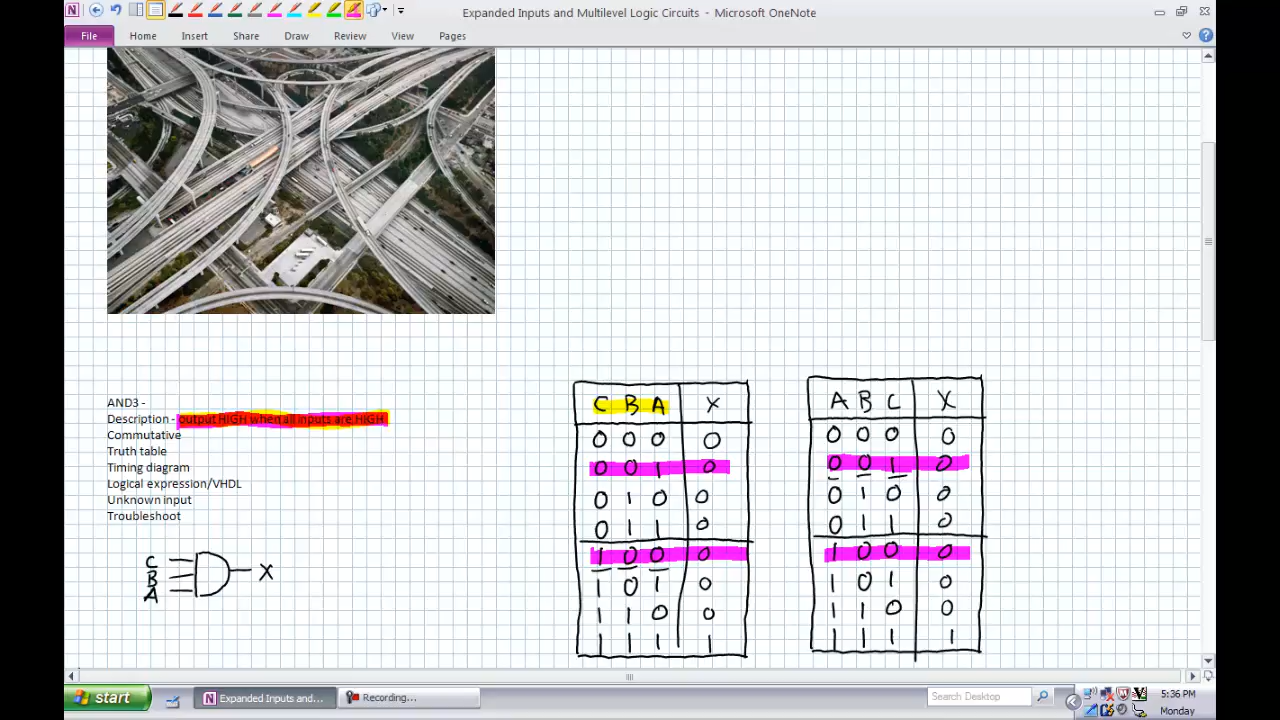 Expanded Inputs and Multilevel Logic Circuits - Microsoft OneNote
File Home Insert Share Draw Review View Pages
AND3 -
Description - output HIGH when all inputs are HIGH
Commutative
Truth table
Timing diagram
Logical expression/VHDL
Unknown input
Troubleshoot
C
B
A
X
C B A X
0 0 0 0
0 0 1 0
0 1 0 0
0 1 1 0
1 0 0 0
1 0 1 0
1 1 0 0
1 1 1 1
A B C X
0 0 0 0
0 0 1 0
0 1 0 0
0 1 1 0
1 0 0 0
1 0 1 0
1 1 0 0
1 1 1 1
start
Expanded Inputs and...
Recording...
Search Desktop
5:36 PM
Monday